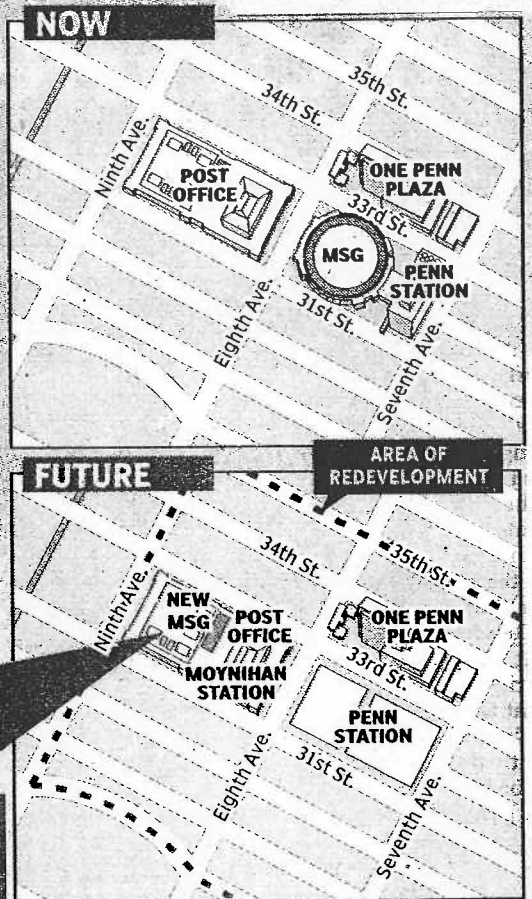 NOW
35th St.
34th St.
Ninth Ave.
POST
OFFICE
ONE PENN
PLAZA
33rd St.
MSG
PENN
STATION
31st St.
Eighth Ave.
Seventh Ave.
FUTURE
AREA OF
REDEVELOPMENT
34th St.
35th St.
Ninth Ave.
NEW
MSG
POST
OFFICE
ONE PENN
PLAZA
33rd St.
MOYNIHAN
STATION
PENN
STATION
31st St.
Eighth Ave.
Seventh Ave.